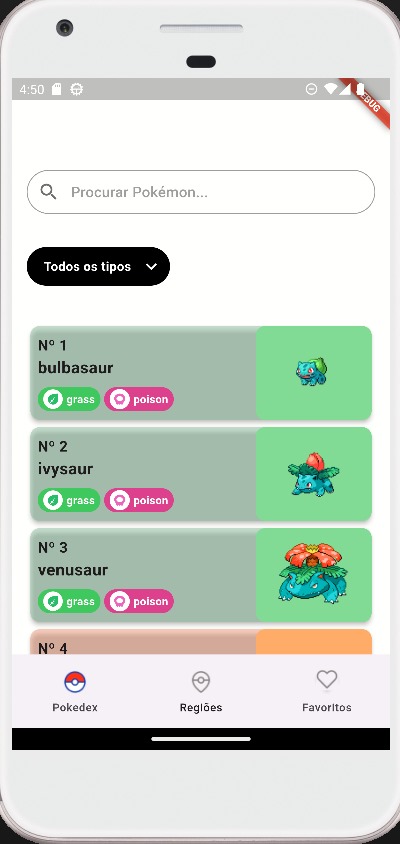 4:50
DEBUG
Procurar Pokémon...
Todos os tipos
Nº 1
bulbasaur
grass poison
Nº 2
ivysaur
grass poison
Nº 3
venusaur
grass poison
Nº 4
Pokedex Regiões Favoritos